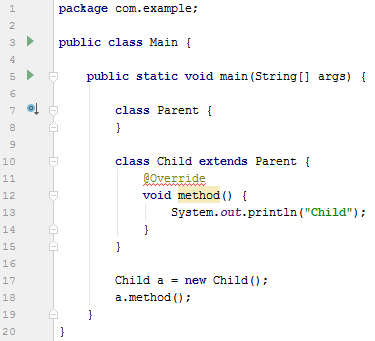 1 package com.example;
2
3 public class Main {
4
5 public static void main(String[] args) {
6
7 class Parent {
8 }
9
10 class Child extends Parent {
11 @Override
12 void method() {
13 System.out.println("Child");
14 }
15 }
16
17 Child a = new Child();
18 a.method();
19 }
20 }